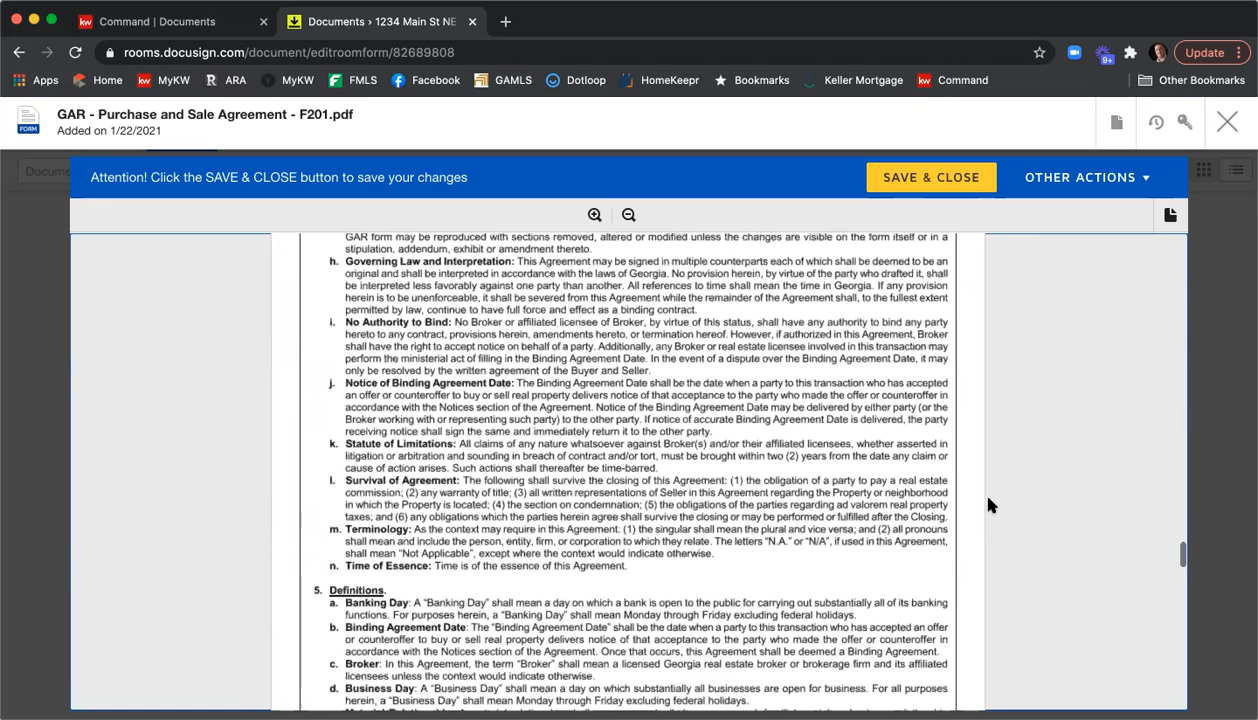 Command | Documents
Documents › 1234 Main St NE
rooms.docusign.com/document/editroomform/82689808
Update
Apps Home MyKW ARA MyKW FMLS Facebook GAMLS Dotloop HomeKeepr Bookmarks Keller Mortgage Command Other Bookmarks
GAR - Purchase and Sale Agreement - F201.pdf
Added on 1/22/2021
FORM
Attention! Click the SAVE & CLOSE button to save your changes
SAVE & CLOSE
OTHER ACTIONS
GAR form may be reproduced with sections removed, altered or modified unless the changes are visible on the form itself or in a
stipulation, addendum, exhibit or amendment thereto.
h. Governing Law and Interpretation: This Agreement may be signed in multiple counterparts each of which shall be deemed to be an
original and shall be interpreted in accordance with the laws of Georgia. No provision herein, by virtue of the party who drafted it, shall
be interpreted less favorably against one party than another. All references to time shall mean the time in Georgia. If any provision
herein is to be unenforceable, it shall be severed from this Agreement while the remainder of the Agreement shall, to the fullest extent
permitted by law, continue to have full force and effect as a binding contract.
i. No Authority to Bind: No Broker or affiliated licensee of Broker, by virtue of this status, shall have any authority to bind any party
hereto to any contract, provisions herein, amendments hereto, or termination hereof. However, if authorized in this Agreement, Broker
shall have the right to accept notice on behalf of a party. Additionally, any Broker or real estate licensee involved in this transaction may
perform the ministerial act of filling in the Binding Agreement Date. In the event of a dispute over the Binding Agreement Date, it may
only be resolved by the written agreement of the Buyer and Seller.
j. Notice of Binding Agreement Date: The Binding Agreement Date shall be the date when a party to this transaction who has accepted
an offer or counteroffer to buy or sell real property delivers notice of that acceptance to the party who made the offer or counteroffer in
accordance with the Notices section of the Agreement. Notice of the Binding Agreement Date may be delivered by either party (or the
Broker working with or representing such party) to the other party. If notice of accurate Binding Agreement Date is delivered, the party
receiving notice shall sign the same and immediately return it to the other party.
k. Statute of Limitations: All claims of any nature whatsoever against Broker(s) and/or their affiliated licensees, whether asserted in
litigation or arbitration and sounding in breach of contract and/or tort, must be brought within two (2) years from the date any claim or
cause of action arises. Such actions shall thereafter be time-barred.
l. Survival of Agreement: The following shall survive the closing of this Agreement: (1) the obligation of a party to pay a real estate
commission; (2) any warranty of title; (3) all written representations of Seller in this Agreement regarding the Property or neighborhood
in which the Property is located; (4) the section on condemnation; (5) the obligations of the parties regarding ad valorem real property
taxes; and (6) any obligations which the parties herein agree shall survive the closing or may be performed or fulfilled after the Closing.
m. Terminology: As the context may require in this Agreement: (1) the singular shall mean the plural and vice versa; and (2) all pronouns
shall mean and include the person, entity, firm, or corporation to which they relate. The letters "N.A." or "N/A", if used in this Agreement,
shall mean "Not Applicable", except where the context would indicate otherwise.
n. Time of Essence: Time is of the essence of this Agreement.
5. Definitions.
a. Banking Day: A "Banking Day" shall mean a day on which a bank is open to the public for carrying out substantially all of its banking
functions. For purposes herein, a "Banking Day" shall mean Monday through Friday excluding federal holidays.
b. Binding Agreement Date: The "Binding Agreement Date" shall be the date when a party to this transaction who has accepted an offer
or counteroffer to buy or sell real property delivers notice of that acceptance to the party who made the offer or counteroffer in
accordance with the Notices section of the Agreement. Once that occurs, this Agreement shall be deemed a Binding Agreement.
c. Broker: In this Agreement, the term "Broker" shall mean a licensed Georgia real estate broker or brokerage firm and its affiliated
licensees unless the context would indicate otherwise.
d. Business Day: A "Business Day" shall mean a day on which substantially all businesses are open for business. For all purposes
herein, a "Business Day" shall mean Monday through Friday excluding federal holidays.